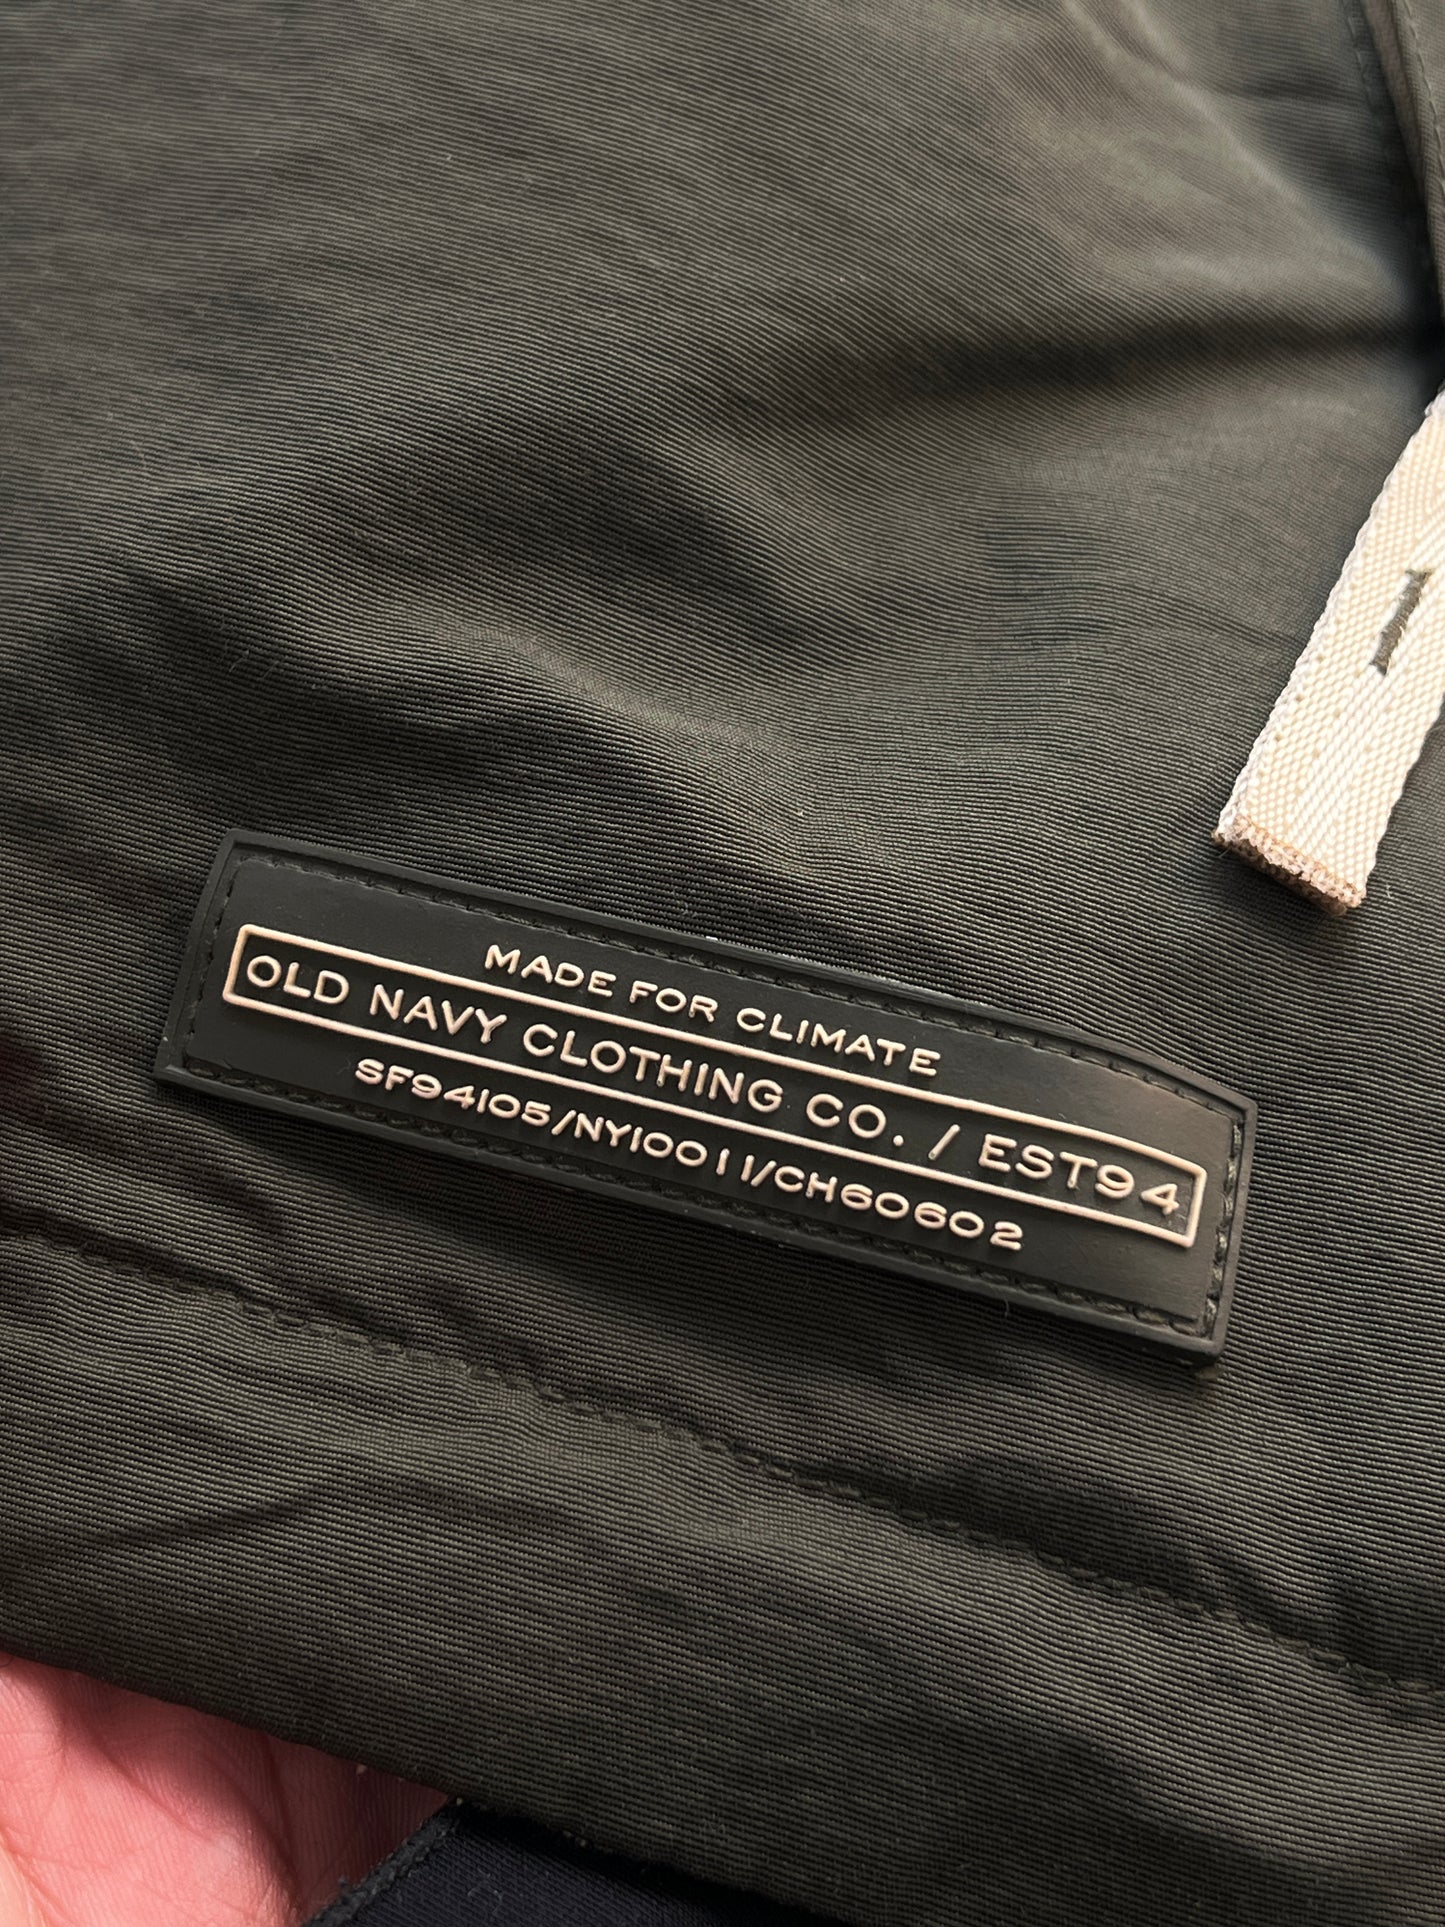 MADE FOR CLIMATE
OLD NAVY CLOTHING CO. / EST94
SF94105/NY10011/CH60602